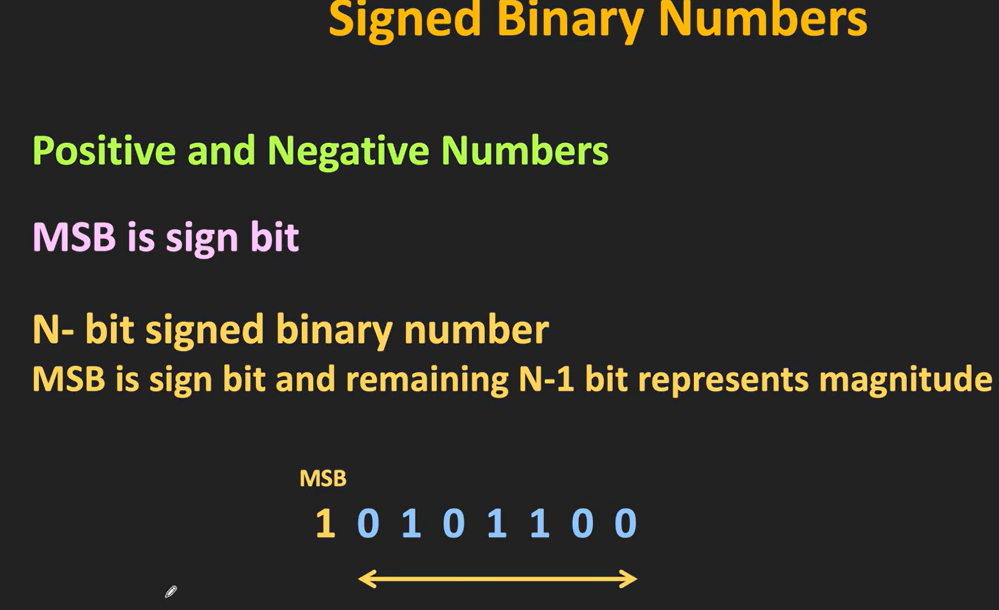 Signed Binary Numbers
Positive and Negative Numbers
MSB is sign bit
N- bit signed binary number
MSB is sign bit and remaining N-1 bit represents magnitude
MSB
1 0 1 0 1 1 0 0